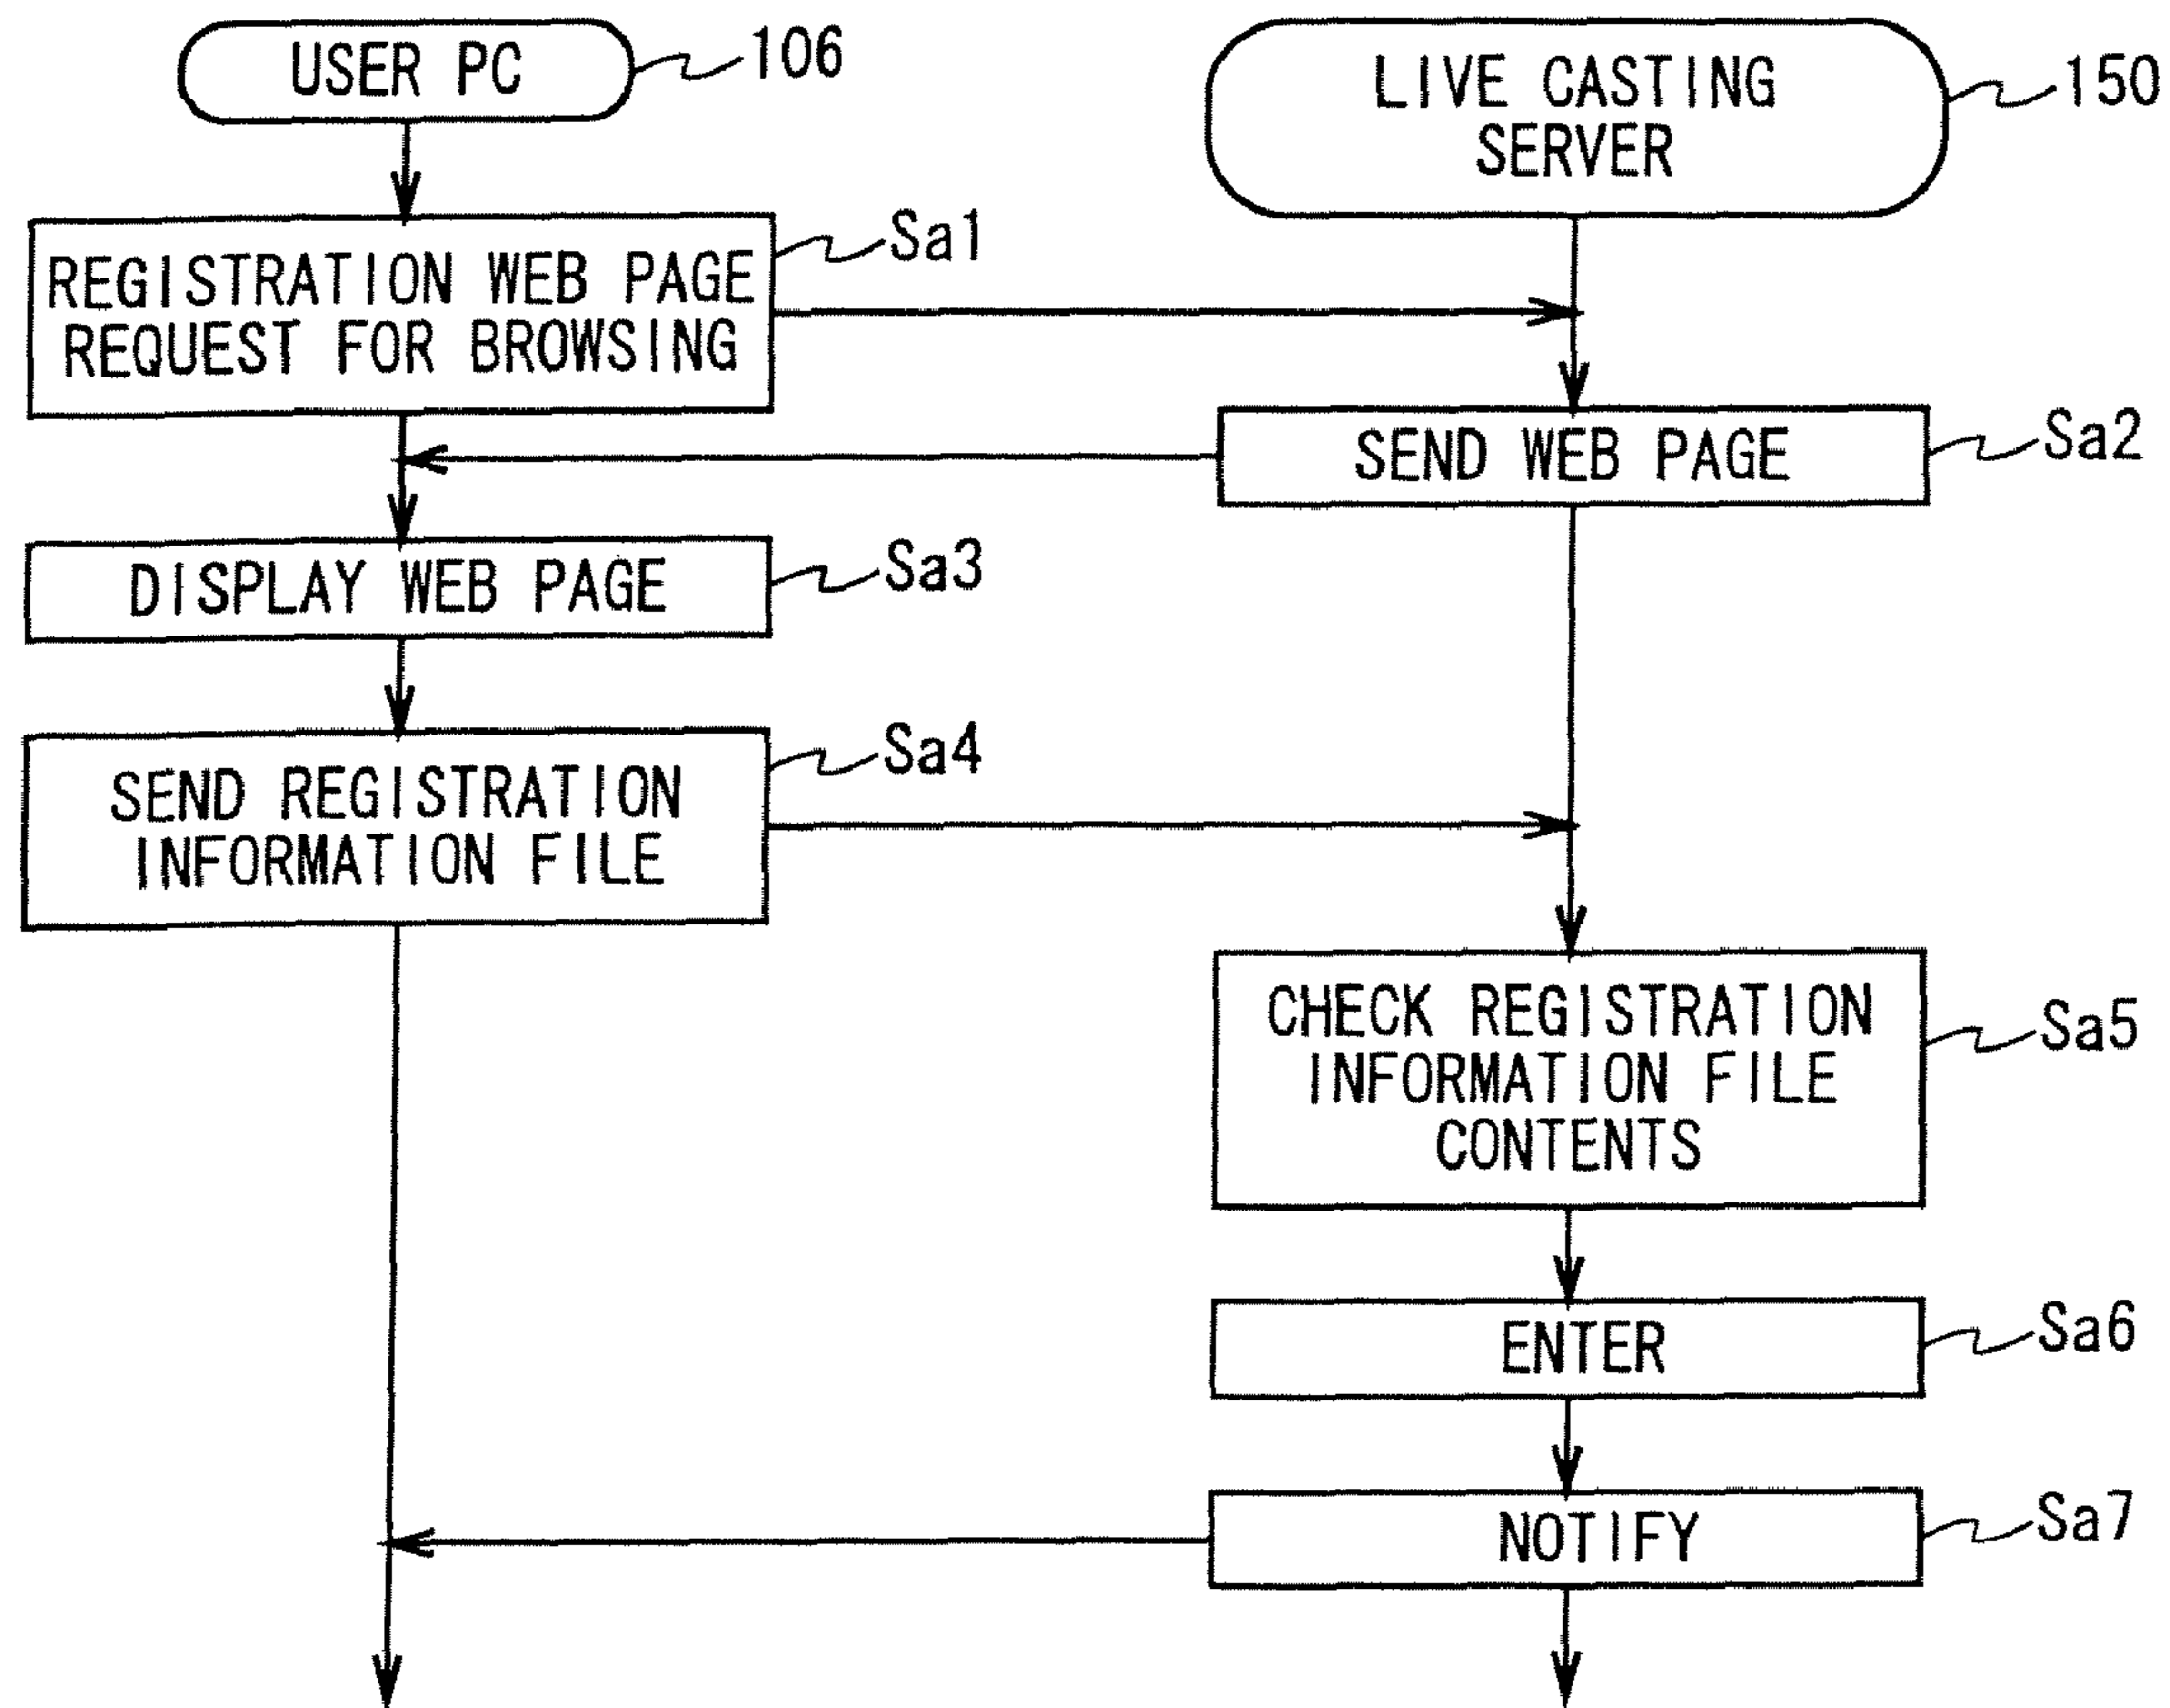 USER PC
106
LIVE CASTING
SERVER
150
REGISTRATION WEB PAGE
REQUEST FOR BROWSING
Sa1
SEND WEB PAGE
Sa2
DISPLAY WEB PAGE
Sa3
SEND REGISTRATION
INFORMATION FILE
Sa4
CHECK REGISTRATION
INFORMATION FILE
CONTENTS
Sa5
ENTER
Sa6
NOTIFY
Sa7